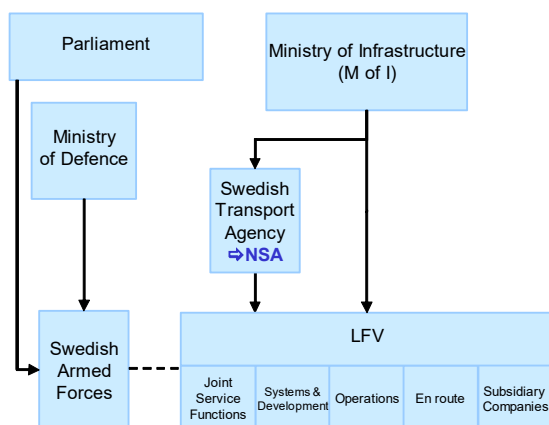 Parliament
Ministry of Infrastructure
(M of I)
Ministry
of Defence
Swedish
Transport
Agency
⇨NSA
Swedish
Armed
Forces
LFV
Joint
Service
Functions
Systems &
Development
Operations
En route
Subsidiary
Companies